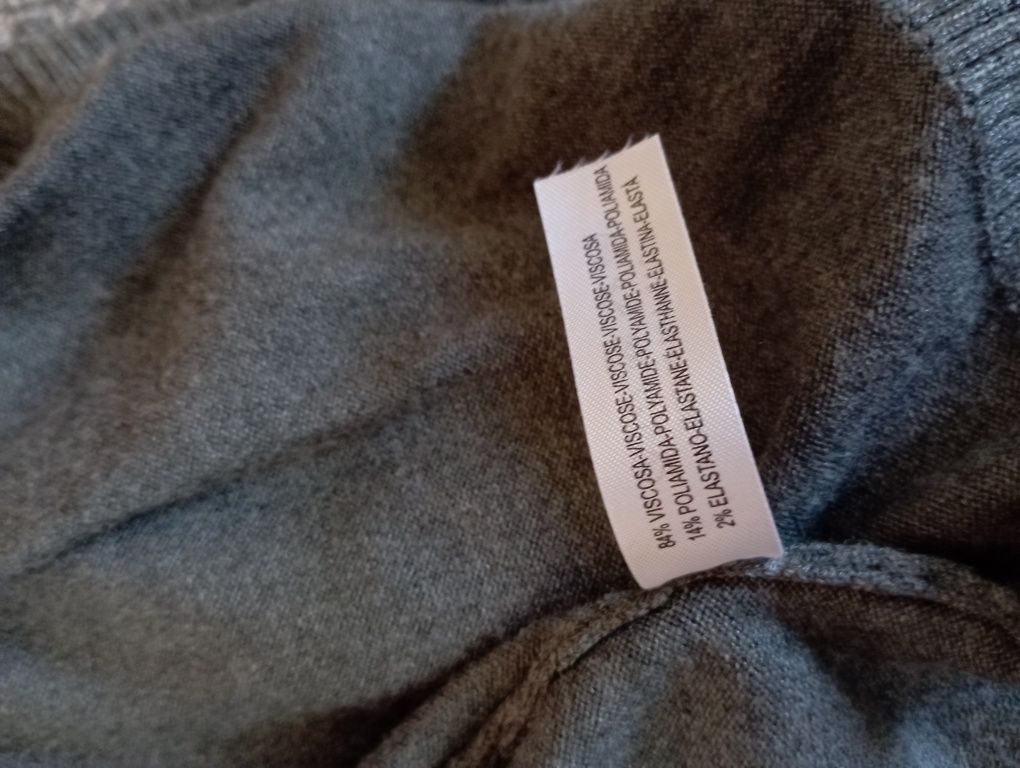 84% VISCOSA-VISCOSE-VISCOSE-VISCOSE-VISCOSA
14% POLIAMIDA-POLYAMIDE-POLYAMIDE-POLIAMIDA-POLIAMIDA
2% ELASTANO-ELASTANE-ELASTHANNE-ELASTINA-ELASTA